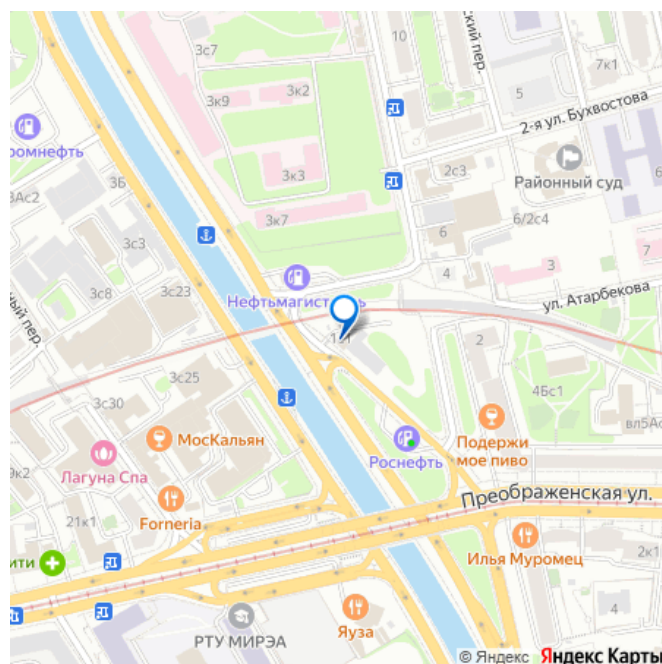 3с7
10
ский пер.
7к1
3к9
3к2
5
2-я ул. Бухвостова
ромнефть
3к3
2с3
Районный суд
3Ас2
3Б
3к7
6/2с4
6
3с3
4
3
7
Нефтьмагистраль
ул. Атарбекова
3с8
3с23
ный пер.
2
3с25
4Бс1
3с30
вл5Ас
МосКальян
Подержи
мое пиво
Роснефть
Лагуна Спа
9к2
Преображенская ул.
Forneria
21к1
Илья Муромец
2к1
ити
4
РТУ МИРЭА
Яуза
© Яндекс Яндекс Карты